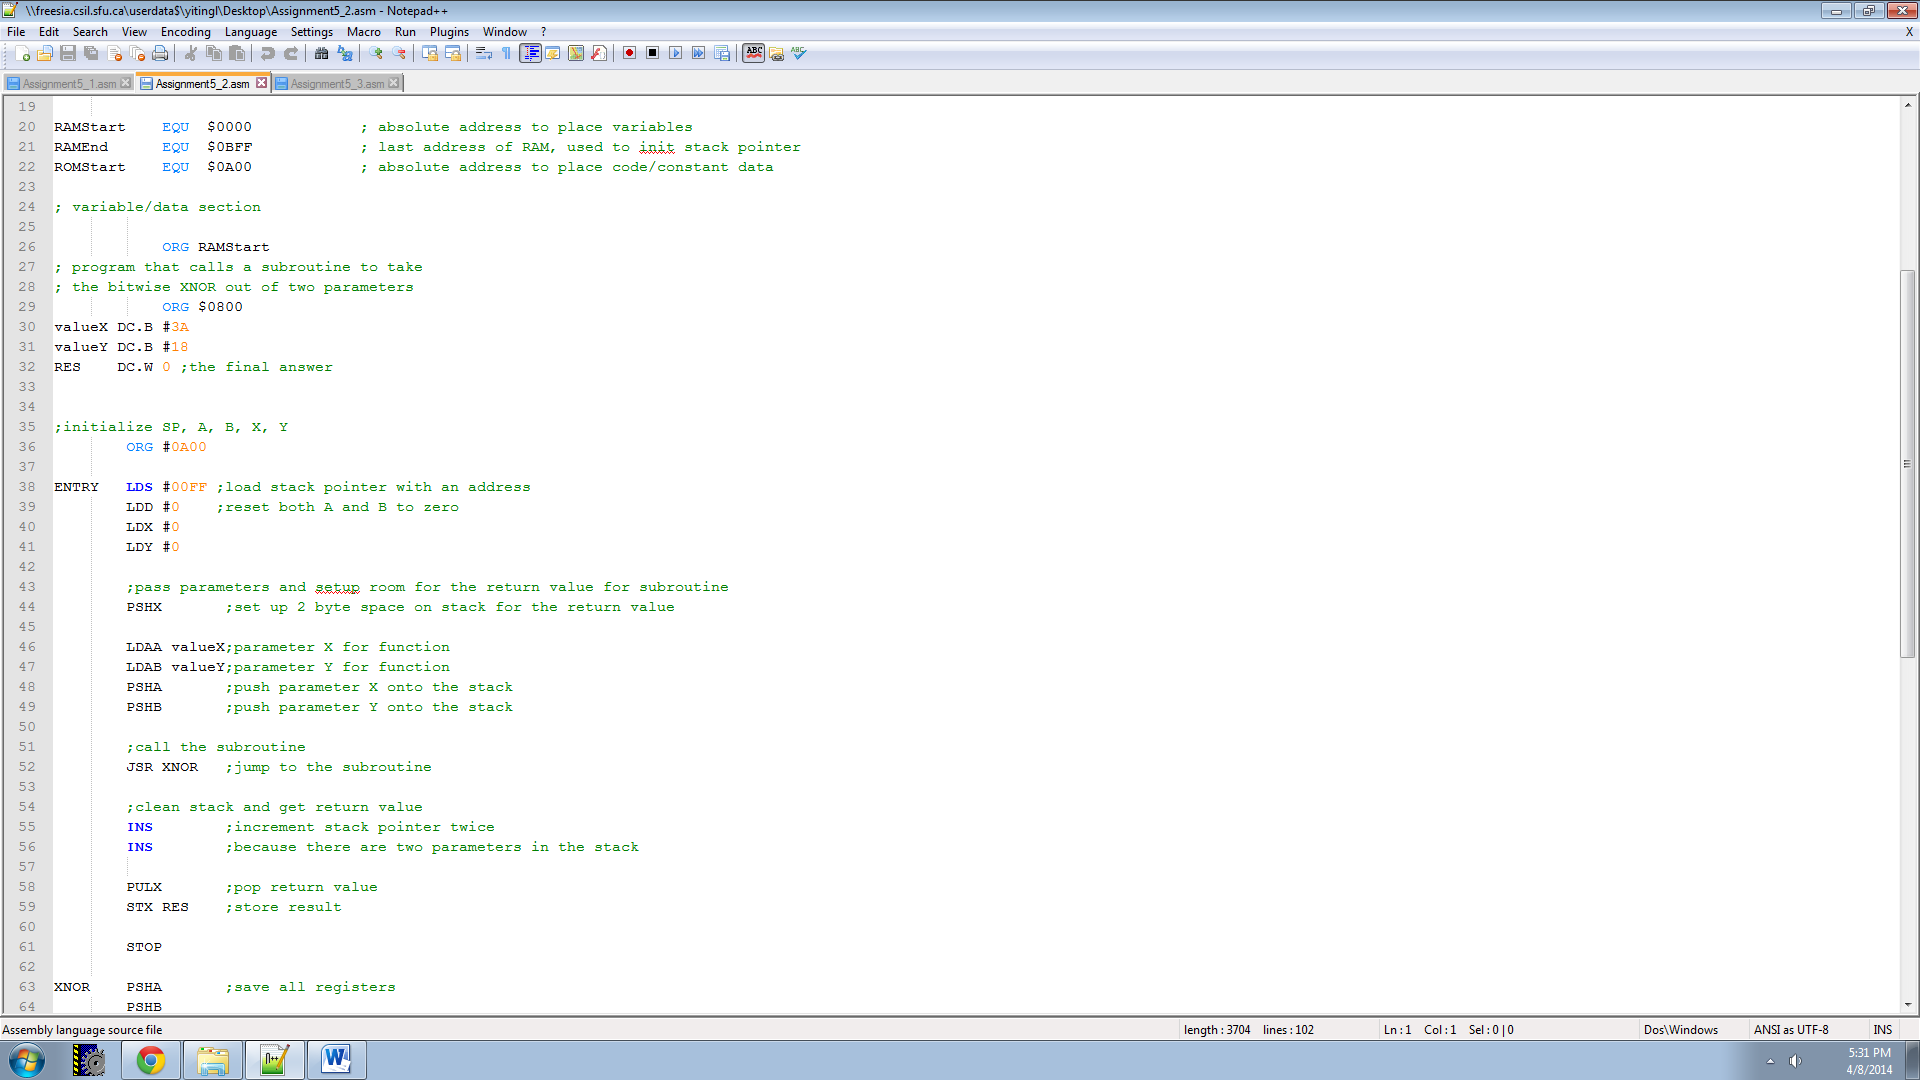 \\freesia.csil.sfu.ca\userdata$\yitingl\Desktop\Assignment5_2.asm - Notepad++
File Edit Search View Encoding Language Settings Macro Run Plugins Window ? X
Assignment5_1.asm Assignment5_2.asm Assignment5_3.asm
19
20 RAMStart EQU $0000 ; absolute address to place variables
21 RAMEnd EQU $0BFF ; last address of RAM, used to init stack pointer
22 ROMStart EQU $0A00 ; absolute address to place code/constant data
23
24 ; variable/data section
25
26 ORG RAMStart
27 ; program that calls a subroutine to take
28 ; the bitwise XNOR out of two parameters
29 ORG $0800
30 valueX DC.B #3A
31 valueY DC.B #18
32 RES DC.W 0 ;the final answer
33
34
35 ;initialize SP, A, B, X, Y
36 ORG #0A00
37
38 ENTRY LDS #00FF ;load stack pointer with an address
39 LDD #0 ;reset both A and B to zero
40 LDX #0
41 LDY #0
42
43 ;pass parameters and setup room for the return value for subroutine
44 PSHX ;set up 2 byte space on stack for the return value
45
46 LDAA valueX;parameter X for function
47 LDAB valueY;parameter Y for function
48 PSHA ;push parameter X onto the stack
49 PSHB ;push parameter Y onto the stack
50
51 ;call the subroutine
52 JSR XNOR ;jump to the subroutine
53
54 ;clean stack and get return value
55 INS ;increment stack pointer twice
56 INS ;because there are two parameters in the stack
57
58 PULX ;pop return value
59 STX RES ;store result
60
61 STOP
62
63 XNOR PSHA ;save all registers
64 PSHB
Assembly language source file length : 3704 lines : 102 Ln : 1 Col : 1 Sel : 0 | 0 Dos\Windows ANSI as UTF-8 INS
5:31 PM
4/8/2014